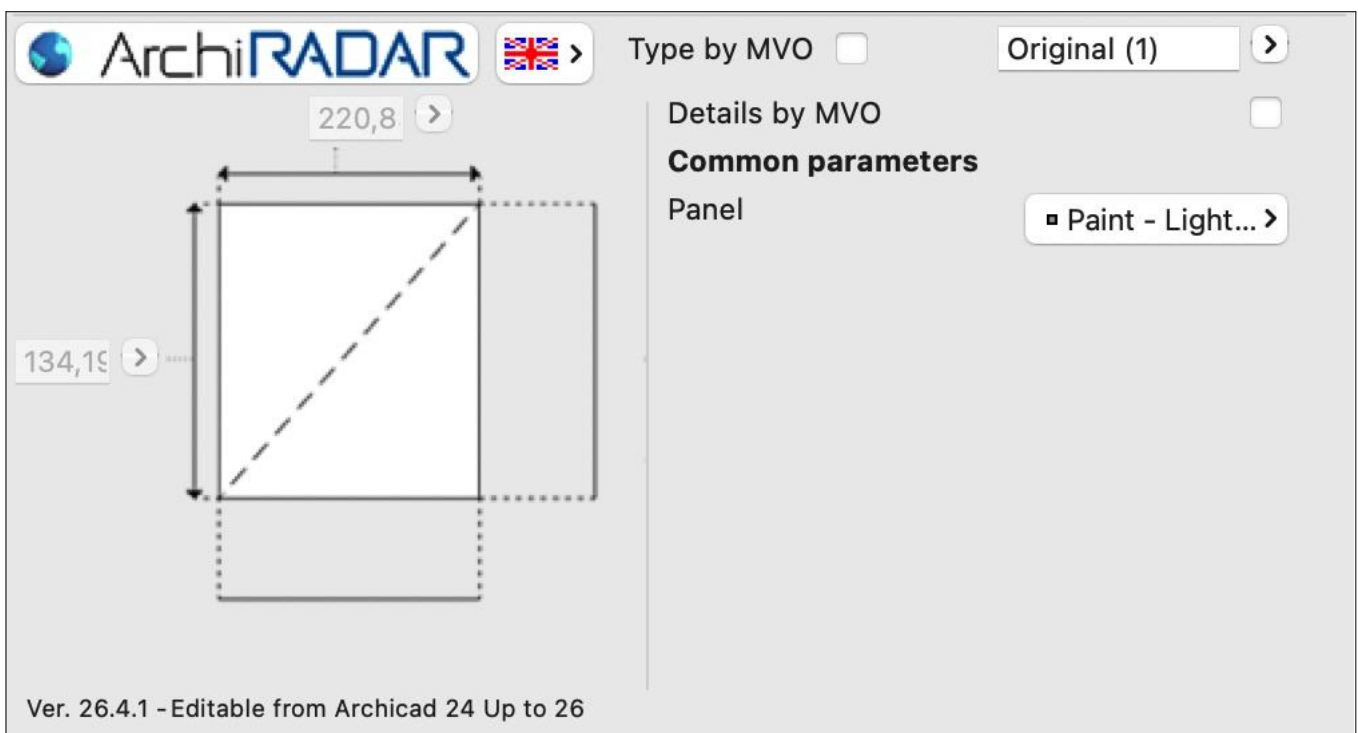 ArchiRADAR
Type by MVO
Original (1)
220,8
Details by MVO
Common parameters
Panel
Paint - Light...
134,19
Ver. 26.4.1 - Editable from Archicad 24 Up to 26